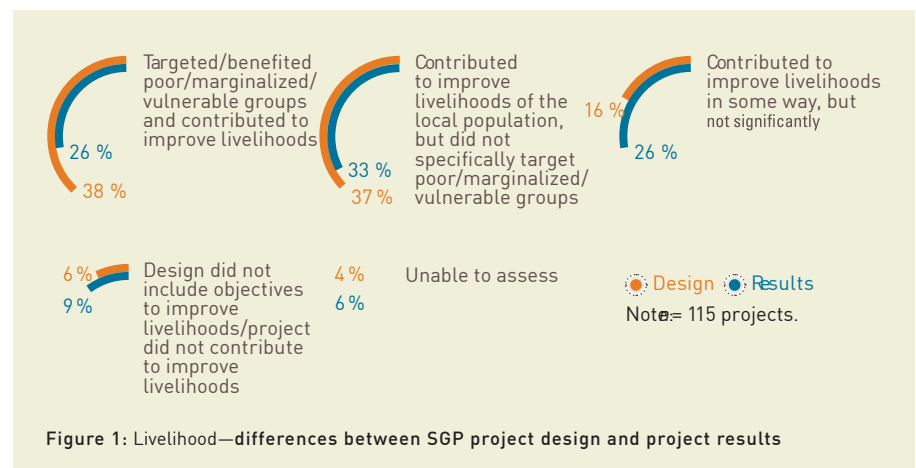 Targeted/benefited
poor/marginalized/
vulnerable groups
and contributed to
improve livelihoods
26 %
38 %
Contributed
to improve
livelihoods of the
local population,
but did not
specifically target
poor/marginalized/
vulnerable groups
33 %
37 %
Contributed to
improve livelihoods
in some way, but
not significantly
16 %
26 %
6 %
9 %
Design did not
include objectives
to improve
livelihoods/project
did not contribute
to improve
livelihoods
4 %
6 %
Unable to assess
Design Results
Note: n = 115 projects.
Figure 1: Livelihood—differences between SGP project design and project results